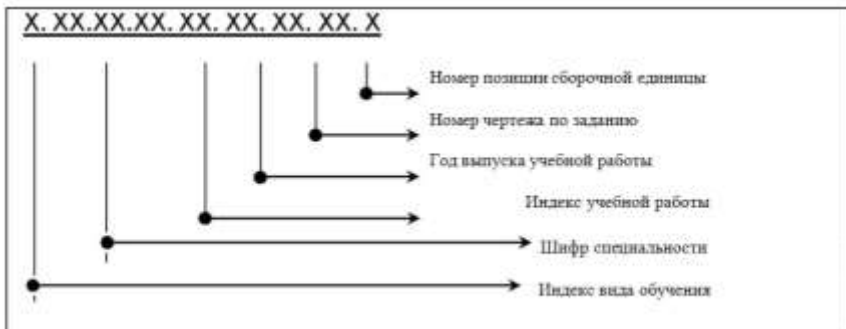 Х. ХХ.ХХ.ХХ. ХХ. ХХ. ХХ. ХХ. Х
Номер позиции сборочной единицы
Номер чертежа по заданию
Год выпуска учебной работы
Индекс учебной работы
Шифр специальности
Индекс вида обучения